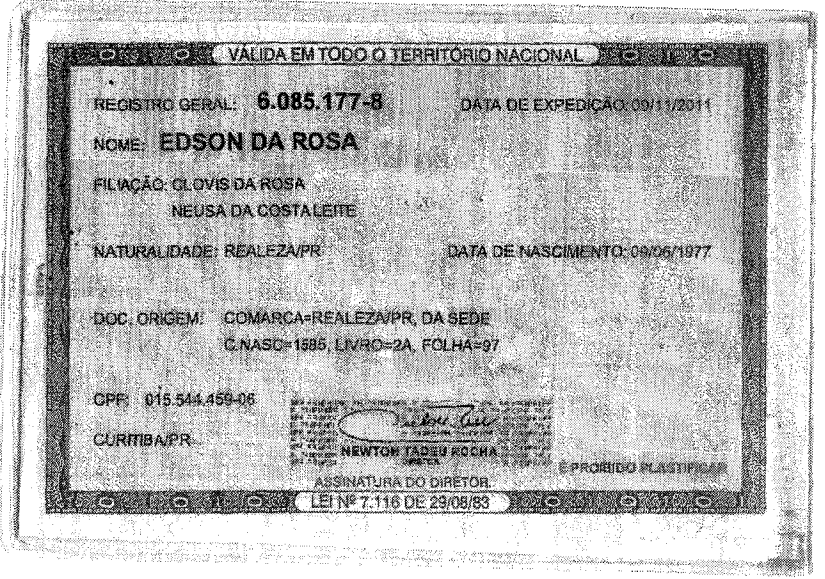 VÁLIDA EM TODO O TERRITÓRIO NACIONAL
REGISTRO GERAL: 6.085.177-8 DATA DE EXPEDIÇÃO: 09/11/2011
NOME: EDSON DA ROSA
FILIAÇÃO: CLOVIS DA ROSA
NEUSA DA COSTA LEITE
NATURALIDADE: REALEZA/PR DATA DE NASCIMENTO: 09/06/1977
DOC. ORIGEM: COMARCA=REALEZA/PR, DA SEDE
C.NASC=1585, LIVRO=2A, FOLHA=97
CPF: 015.544.459-06
CURITIBA/PR
NEWTON TADEU ROCHA
É PROIBIDO PLASTIFICAR
ASSINATURA DO DIRETOR
LEI Nº 7.116 DE 29/08/83